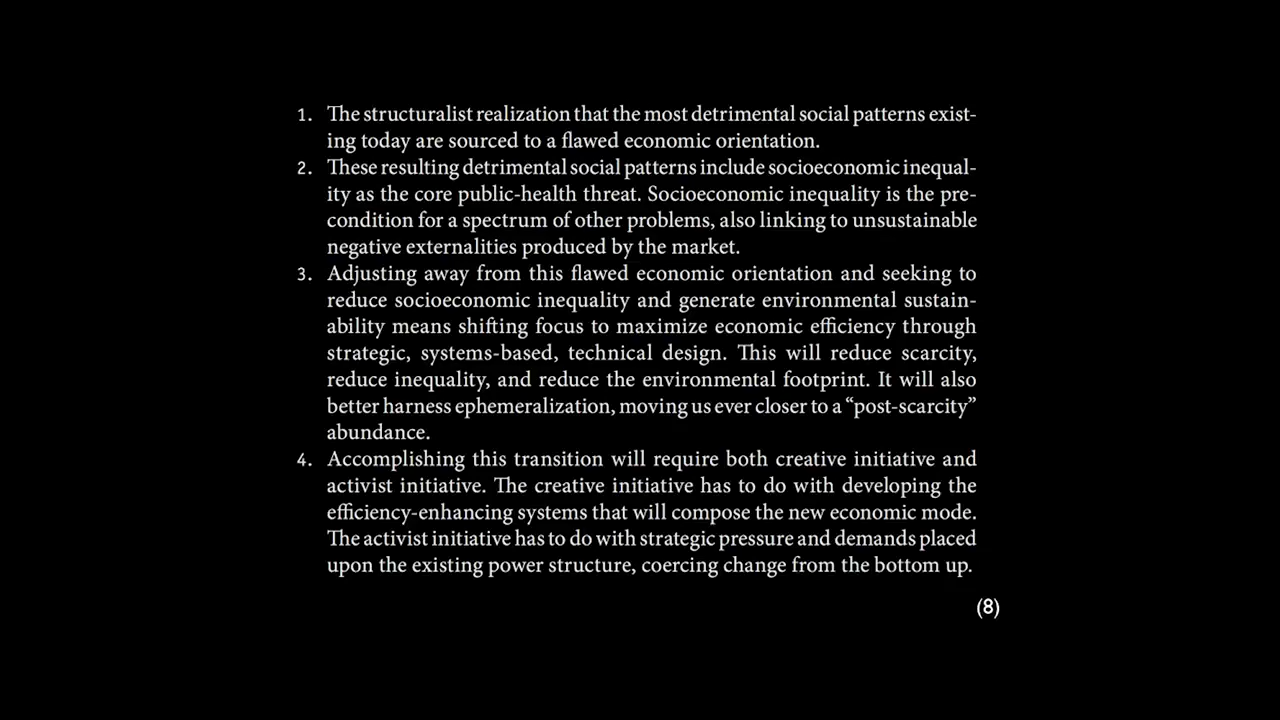 1. The structuralist realization that the most detrimental social patterns exist-
ing today are sourced to a flawed economic orientation.
2. These resulting detrimental social patterns include socioeconomic inequal-
ity as the core public-health threat. Socioeconomic inequality is the pre-
condition for a spectrum of other problems, also linking to unsustainable
negative externalities produced by the market.
3. Adjusting away from this flawed economic orientation and seeking to
reduce socioeconomic inequality and generate environmental sustain-
ability means shifting focus to maximize economic efficiency through
strategic, systems-based, technical design. This will reduce scarcity,
reduce inequality, and reduce the environmental footprint. It will also
better harness ephemeralization, moving us ever closer to a “post-scarcity”
abundance.
4. Accomplishing this transition will require both creative initiative and
activist initiative. The creative initiative has to do with developing the
efficiency-enhancing systems that will compose the new economic mode.
The activist initiative has to do with strategic pressure and demands placed
upon the existing power structure, coercing change from the bottom up.
(8)